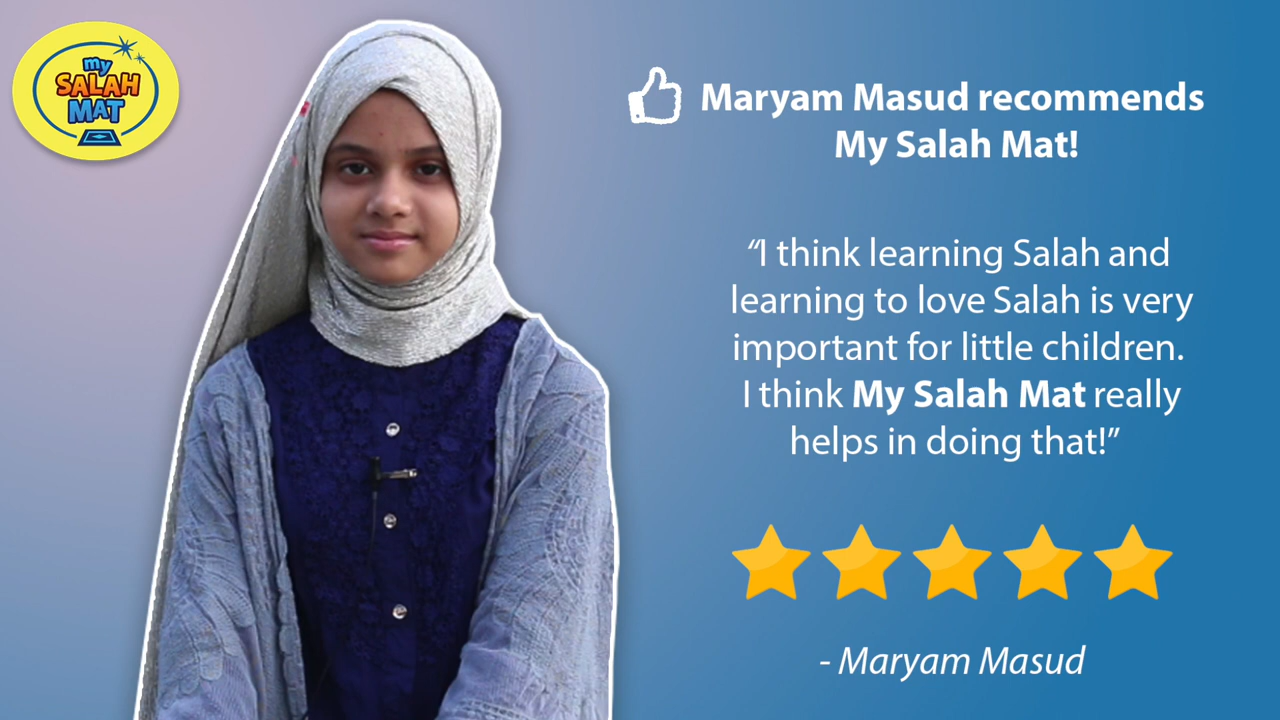 my
SALAH
MAT
Maryam Masud recommends
My Salah Mat!
“I think learning Salah and
learning to love Salah is very
important for little children.
I think My Salah Mat really
helps in doing that!”
- Maryam Masud